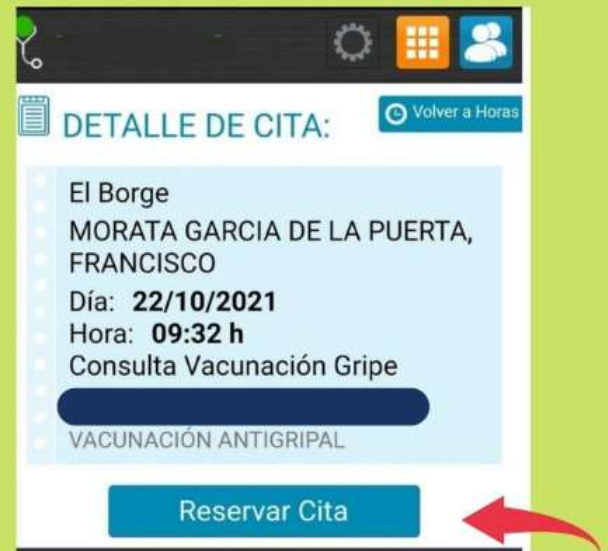 Volver a Horas
DETALLE DE CITA:
El Borge
MORATA GARCIA DE LA PUERTA,
FRANCISCO
Día: 22/10/2021
Hora: 09:32 h
Consulta Vacunación Gripe
VACUNACIÓN ANTIGRIPAL
Reservar Cita